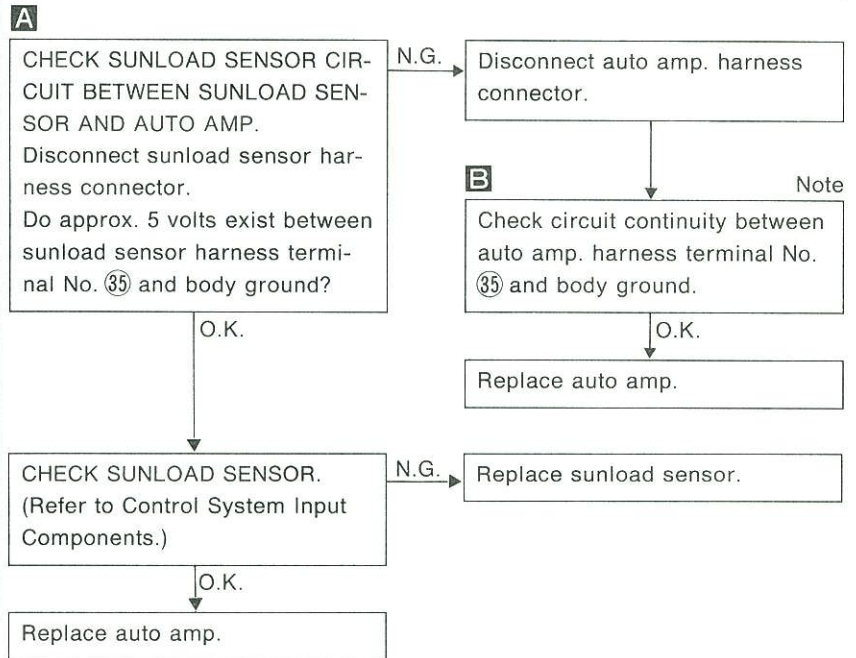 A
CHECK SUNLOAD SENSOR CIR-
CUIT BETWEEN SUNLOAD SEN-
SOR AND AUTO AMP.
Disconnect sunload sensor har-
ness connector.
Do approx. 5 volts exist between
sunload sensor harness termi-
nal No. ㉟ and body ground?
N.G.
Disconnect auto amp. harness
connector.
B
Note
Check circuit continuity between
auto amp. harness terminal No.
㉟ and body ground.
O.K.
Replace auto amp.
O.K.
CHECK SUNLOAD SENSOR.
(Refer to Control System Input
Components.)
N.G.
Replace sunload sensor.
O.K.
Replace auto amp.